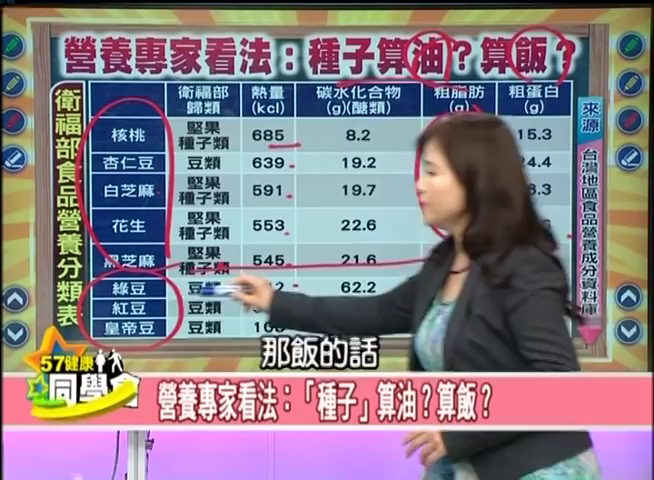 營養專家看法：種子算油？算飯？
衛福部食品營養分類表
衛福部歸類 熱量(kcl) 碳水化合物(g)(醣類) 粗脂肪(g) 粗蛋白(g)
核桃 堅果種子類 685 8.2 15.3
杏仁豆 豆類 639 19.2 24.4
白芝麻 堅果種子類 591 19.7
花生 堅果種子類 553 22.6
黑芝麻 堅果種子類 545 21.6
綠豆 62.2
紅豆 豆類
皇帝豆 豆類
來源
台灣地區食品營養成分資料庫
那飯的話
57健康
同學會
營養專家看法：「種子」算油？算飯？